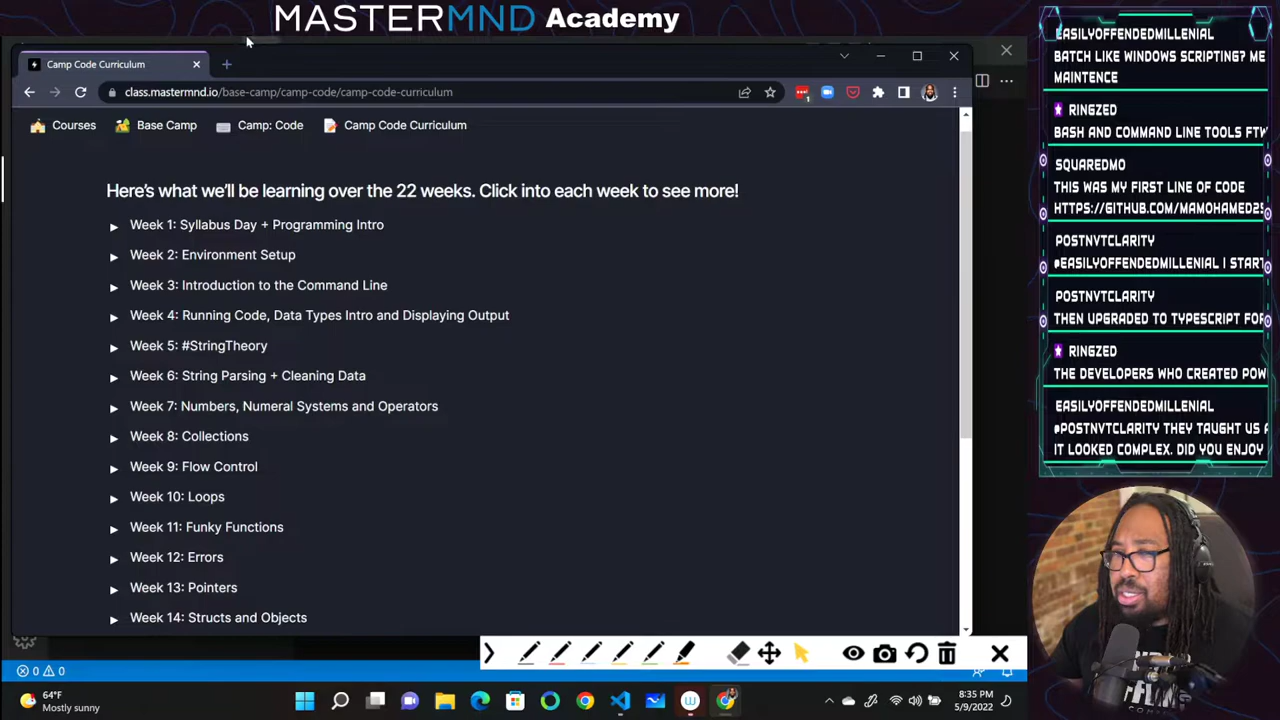 MASTERMND Academy
Camp Code Curriculum
class.mastermnd.io/base-camp/camp-code/camp-code-curriculum
1
Courses
Base Camp
Camp: Code
Camp Code Curriculum
Here's what we'll be learning over the 22 weeks. Click into each week to see more!
Week 1: Syllabus Day + Programming Intro
Week 2: Environment Setup
Week 3: Introduction to the Command Line
Week 4: Running Code, Data Types Intro and Displaying Output
Week 5: #StringTheory
Week 6: String Parsing + Cleaning Data
Week 7: Numbers, Numeral Systems and Operators
Week 8: Collections
Week 9: Flow Control
Week 10: Loops
Week 11: Funky Functions
Week 12: Errors
Week 13: Pointers
Week 14: Structs and Objects
0 0
64°F
Mostly sunny
8:35 PM
5/9/2022
EASILYOFFENDEDMILLENIAL
BATCH LIKE WINDOWS SCRIPTING? ME
MAINTENCE
RINGZED
BASH AND COMMAND LINE TOOLS FTW
SQUAREDMO
THIS WAS MY FIRST LINE OF CODE
HTTPS://GITHUB.COM/MAMOHAMED25
POSTNVTCLARITY
@EASILYOFFENDEDMILLENIAL I START
POSTNVTCLARITY
THEN UPGRADED TO TYPESCRIPT FOR
RINGZED
THE DEVELOPERS WHO CREATED POW
EASILYOFFENDEDMILLENIAL
@POSTNVTCLARITY THEY TAUGHT US A
IT LOOKED COMPLEX. DID YOU ENJOY